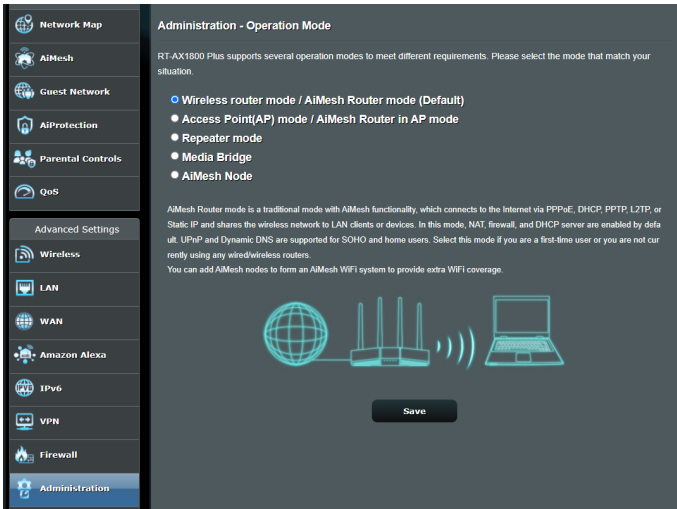 Network Map
AiMesh
Guest Network
AiProtection
Parental Controls
QoS
Advanced Settings
Wireless
LAN
WAN
Amazon Alexa
IPV6
IPv6
VPN
Firewall
Administration
Administration - Operation Mode
RT-AX1800 Plus supports several operation modes to meet different requirements. Please select the mode that match your
situation.
Wireless router mode / AiMesh Router mode (Default)
Access Point(AP) mode / AiMesh Router in AP mode
Repeater mode
Media Bridge
AiMesh Node
AiMesh Router mode is a traditional mode with AiMesh functionality, which connects to the Internet via PPPoE, DHCP, PPTP, L2TP, or
Static IP and shares the wireless network to LAN clients or devices. In this mode, NAT, firewall, and DHCP server are enabled by defa
ult. UPnP and Dynamic DNS are supported for SOHO and home users. Select this mode if you are a first-time user or you are not cur
rently using any wired/wireless routers.
You can add AiMesh nodes to form an AiMesh WiFi system to provide extra WiFi coverage.
Save